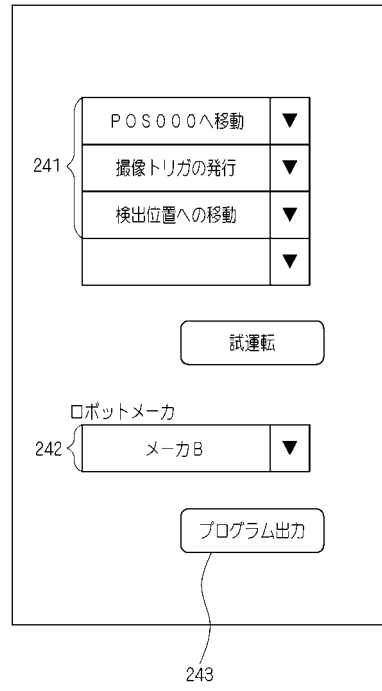 POS000へ移動 ▼
241 撮像トリガの発行 ▼
検出位置への移動 ▼
▼
試運転
ロボットメーカ
242 メーカB ▼
プログラム出力
243